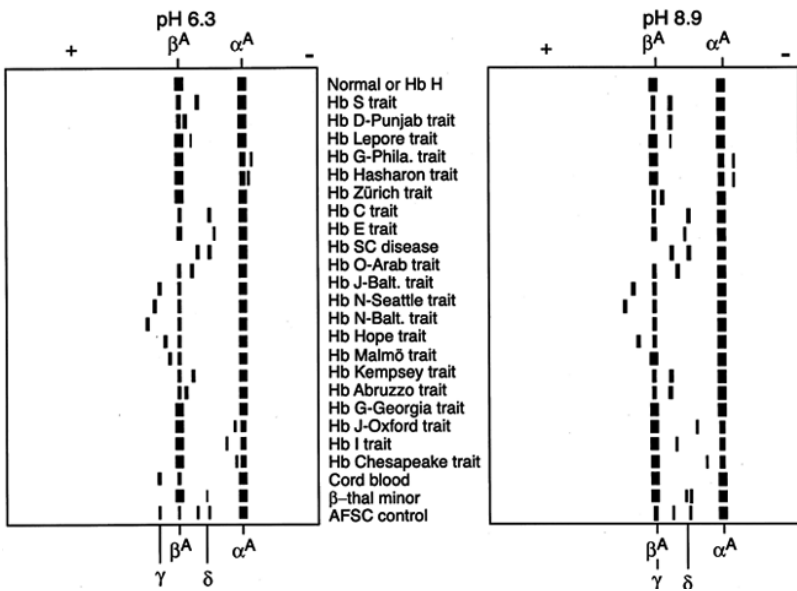 pH 6.3
pH 8.9
+ βᴬ αᴬ -
+ βᴬ αᴬ -
Normal or Hb H
Hb S trait
Hb D-Punjab trait
Hb Lepore trait
Hb G-Phila. trait
Hb Hasharon trait
Hb Zürich trait
Hb C trait
Hb E trait
Hb SC disease
Hb O-Arab trait
Hb J-Balt. trait
Hb N-Seattle trait
Hb N-Balt. trait
Hb Hope trait
Hb Malmö trait
Hb Kempsey trait
Hb Abruzzo trait
Hb G-Georgia trait
Hb J-Oxford trait
Hb I trait
Hb Chesapeake trait
Cord blood
β–thal minor
AFSC control
βᴬ αᴬ
γ δ
βᴬ αᴬ
γ δ